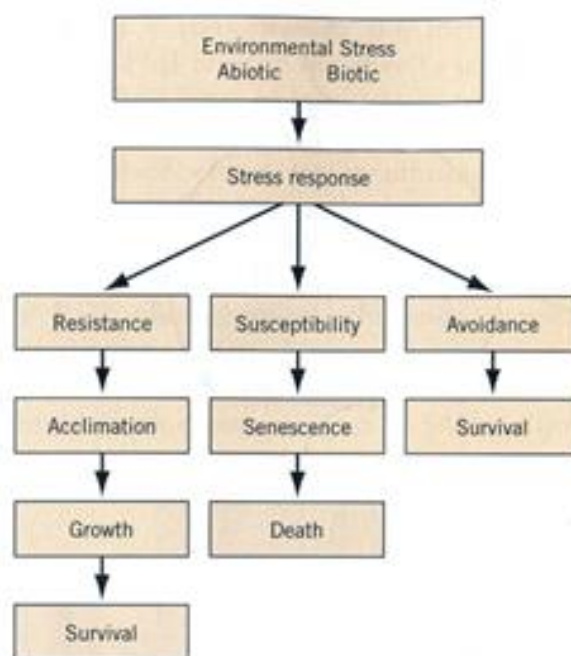 Environmental Stress
Abiotic Biotic
Stress response
Resistance Susceptibility Avoidance
Acclimation Senescence Survival
Growth Death
Survival